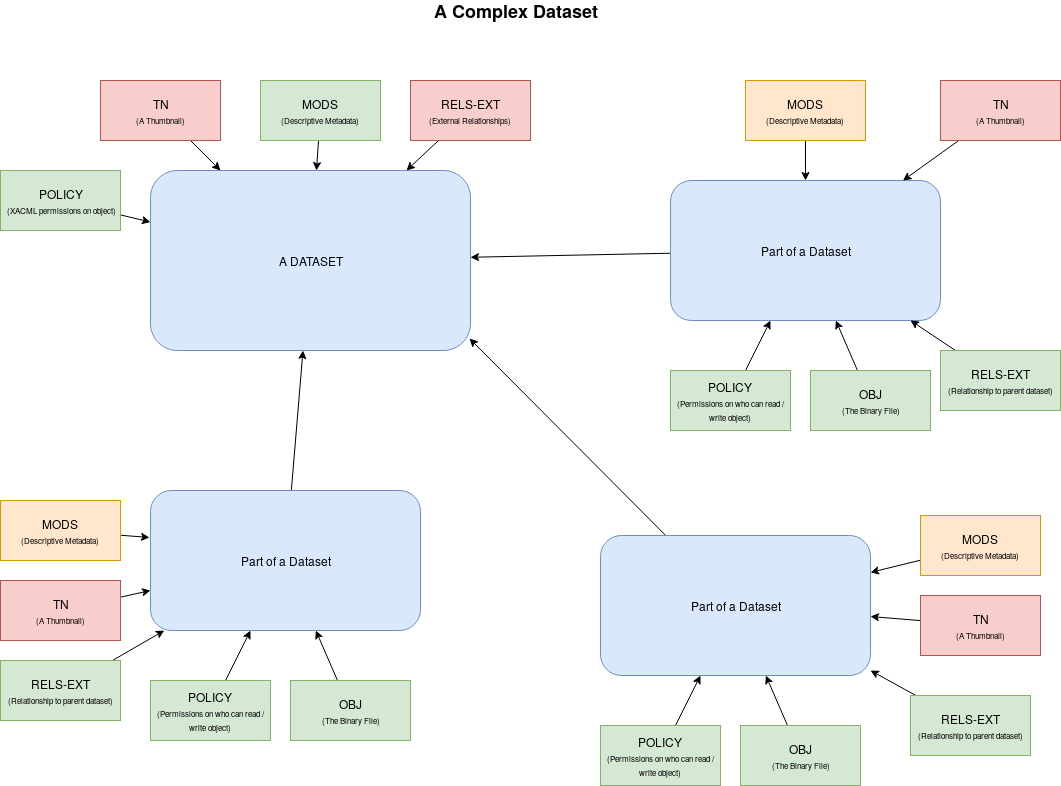 A Complex Dataset
TN
(A Thumbnail)
MODS
(Descriptive Metadata)
RELS-EXT
(External Relationships)
MODS
(Descriptive Metadata)
TN
(A Thumbnail)
POLICY
(XACML permissions on object)
A DATASET
Part of a Dataset
POLICY
(Permissions on who can read /
write object)
OBJ
(The Binary File)
RELS-EXT
(Relationship to parent dataset)
MODS
(Descriptive Metadata)
TN
(A Thumbnail)
RELS-EXT
(Relationship to parent dataset)
Part of a Dataset
POLICY
(Permissions on who can read /
write object)
OBJ
(The Binary File)
Part of a Dataset
MODS
(Descriptive Metadata)
TN
(A Thumbnail)
RELS-EXT
(Relationship to parent dataset)
POLICY
(Permissions on who can read /
write object)
OBJ
(The Binary File)